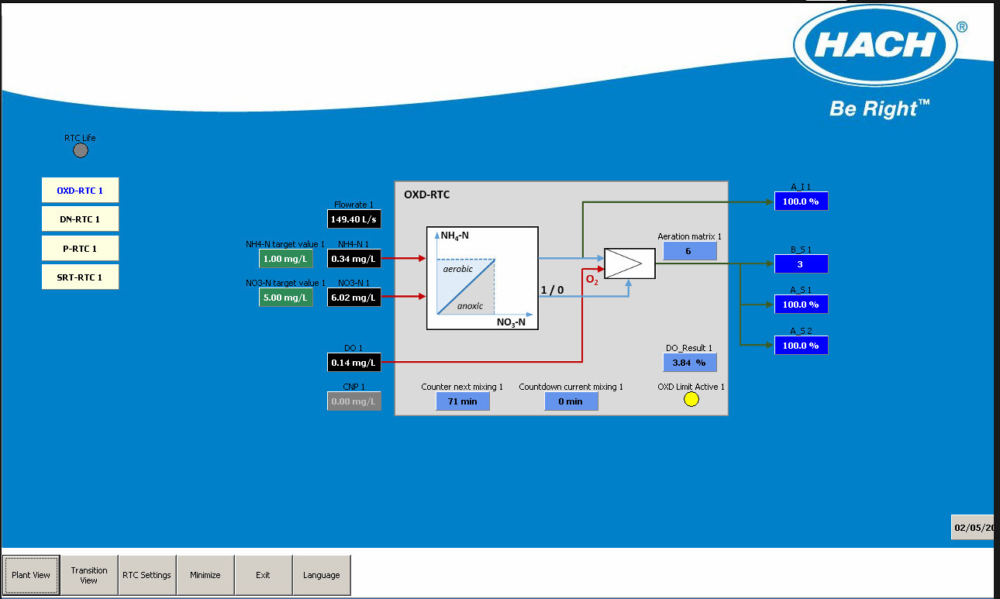 HACH®
Be Right™
RTC Life
OXD-RTC 1
DN-RTC 1
P-RTC 1
SRT-RTC 1
Flowrate 1
149.40 L/s
NH4-N target value 1
1.00 mg/L
NH4-N 1
0.34 mg/L
NO3-N target value 1
5.00 mg/L
NO3-N 1
6.02 mg/L
DO 1
0.14 mg/L
CNP 1
0.00 mg/L
OXD-RTC
NH₄-N
aerobic
anoxic
NO₃-N
1 / 0
O₂
Aeration matrix 1
6
DO_Result 1
3.84 %
Counter next mixing 1
71 min
Countdown current mixing 1
0 min
OXD Limit Active 1
A_I 1
100.0 %
B_S 1
3
A_S 1
100.0 %
A_S 2
100.0 %
02/05/20
Plant View
Transition
View
RTC Settings
Minimize
Exit
Language